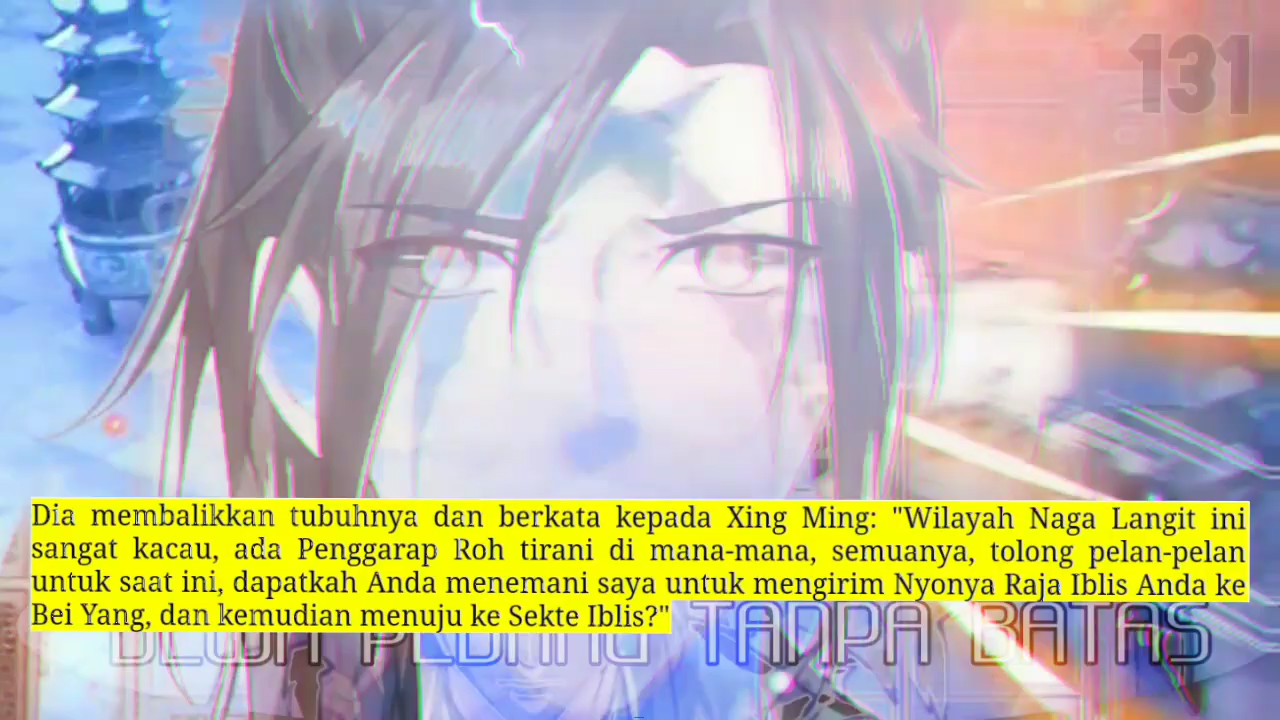 131
Dia membalikkan tubuhnya dan berkata kepada Xing Ming: "Wilayah Naga Langit ini
sangat kacau, ada Penggarap Roh tirani di mana-mana, semuanya, tolong pelan-pelan
untuk saat ini, dapatkah Anda menemani saya untuk mengirim Nyonya Raja Iblis Anda ke
Bei Yang, dan kemudian menuju ke Sekte Iblis?"
DEWA PEDANG TANPA BATAS